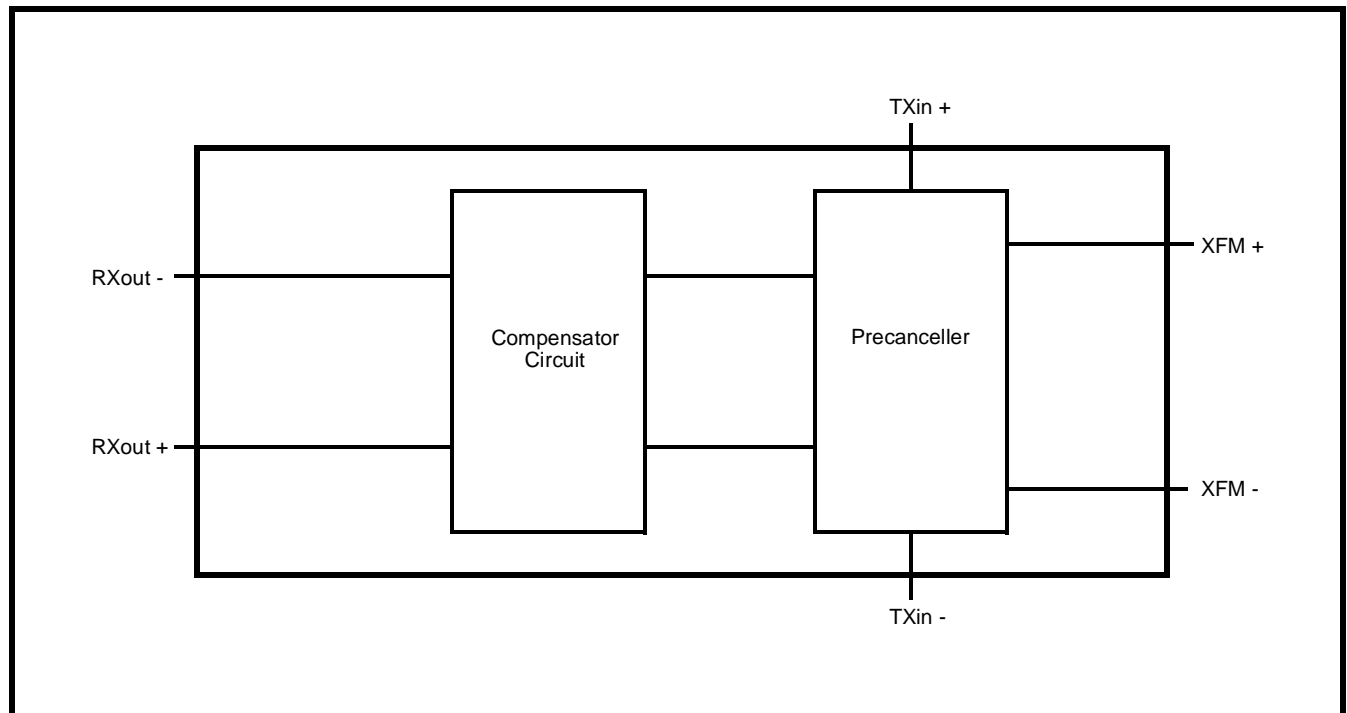 TXin +
XFM +
RXout -
Compensator
Circuit
Precanceller
RXout +
XFM -
TXin -